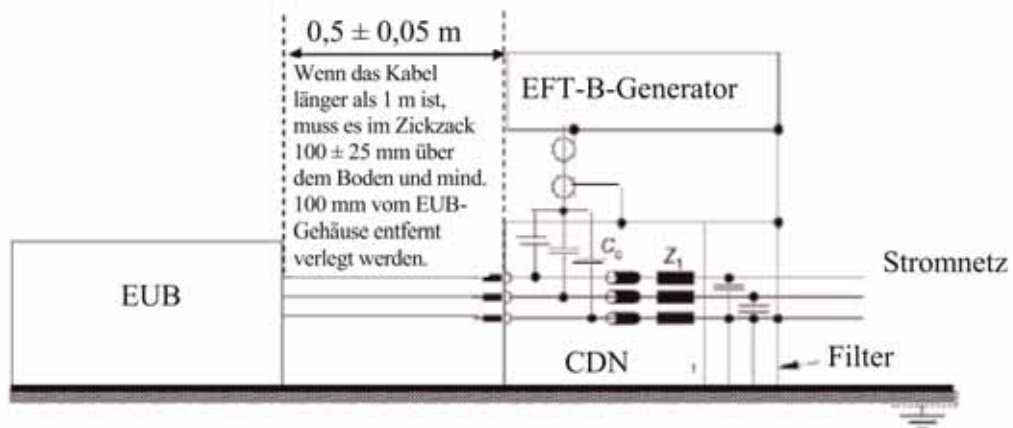 0,5 ± 0,05 m
Wenn das Kabel
länger als 1 m ist,
muss es im Zickzack
100 ± 25 mm über
dem Boden und mind.
100 mm vom EUB-
Gehäuse entfernt
verlegt werden.
EFT-B-Generator
Cc
Z1
Stromnetz
EUB
CDN
Filter